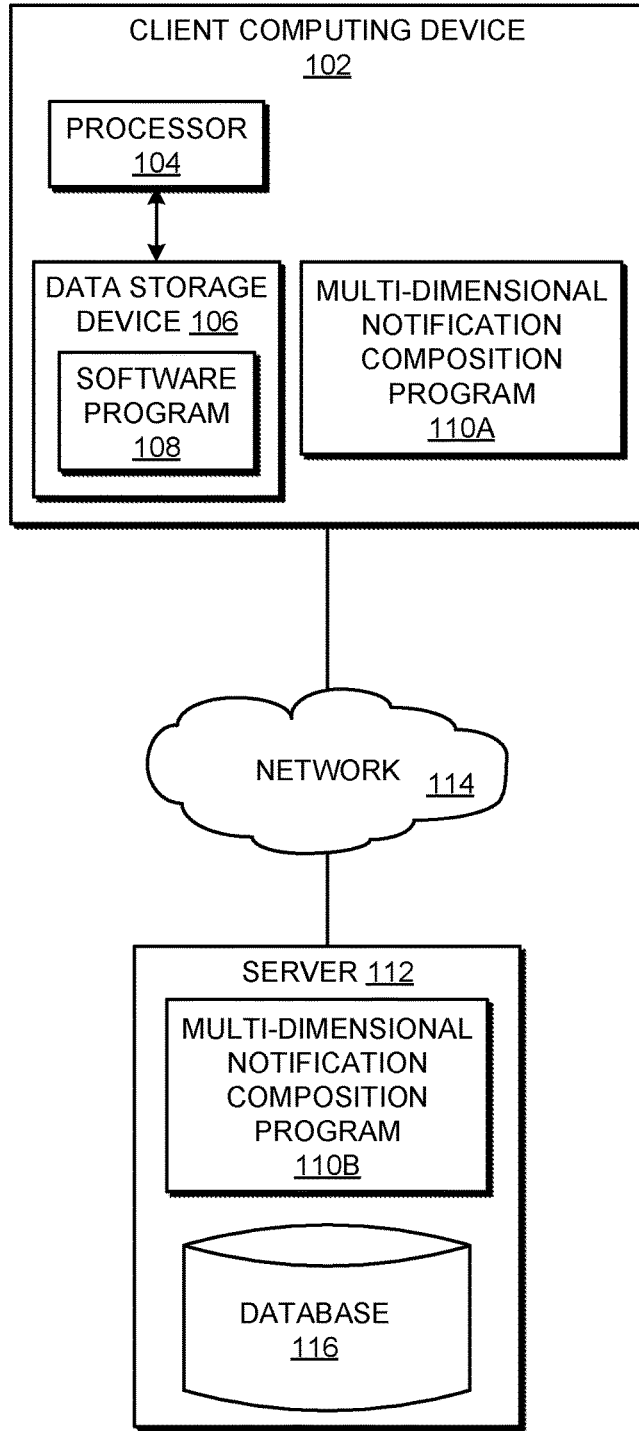 CLIENT COMPUTING DEVICE
102
PROCESSOR
104
DATA STORAGE
DEVICE 106
SOFTWARE
PROGRAM
108
MULTI-DIMENSIONAL
NOTIFICATION
COMPOSITION
PROGRAM
110A
NETWORK 114
SERVER 112
MULTI-DIMENSIONAL
NOTIFICATION
COMPOSITION
PROGRAM
110B
DATABASE
116